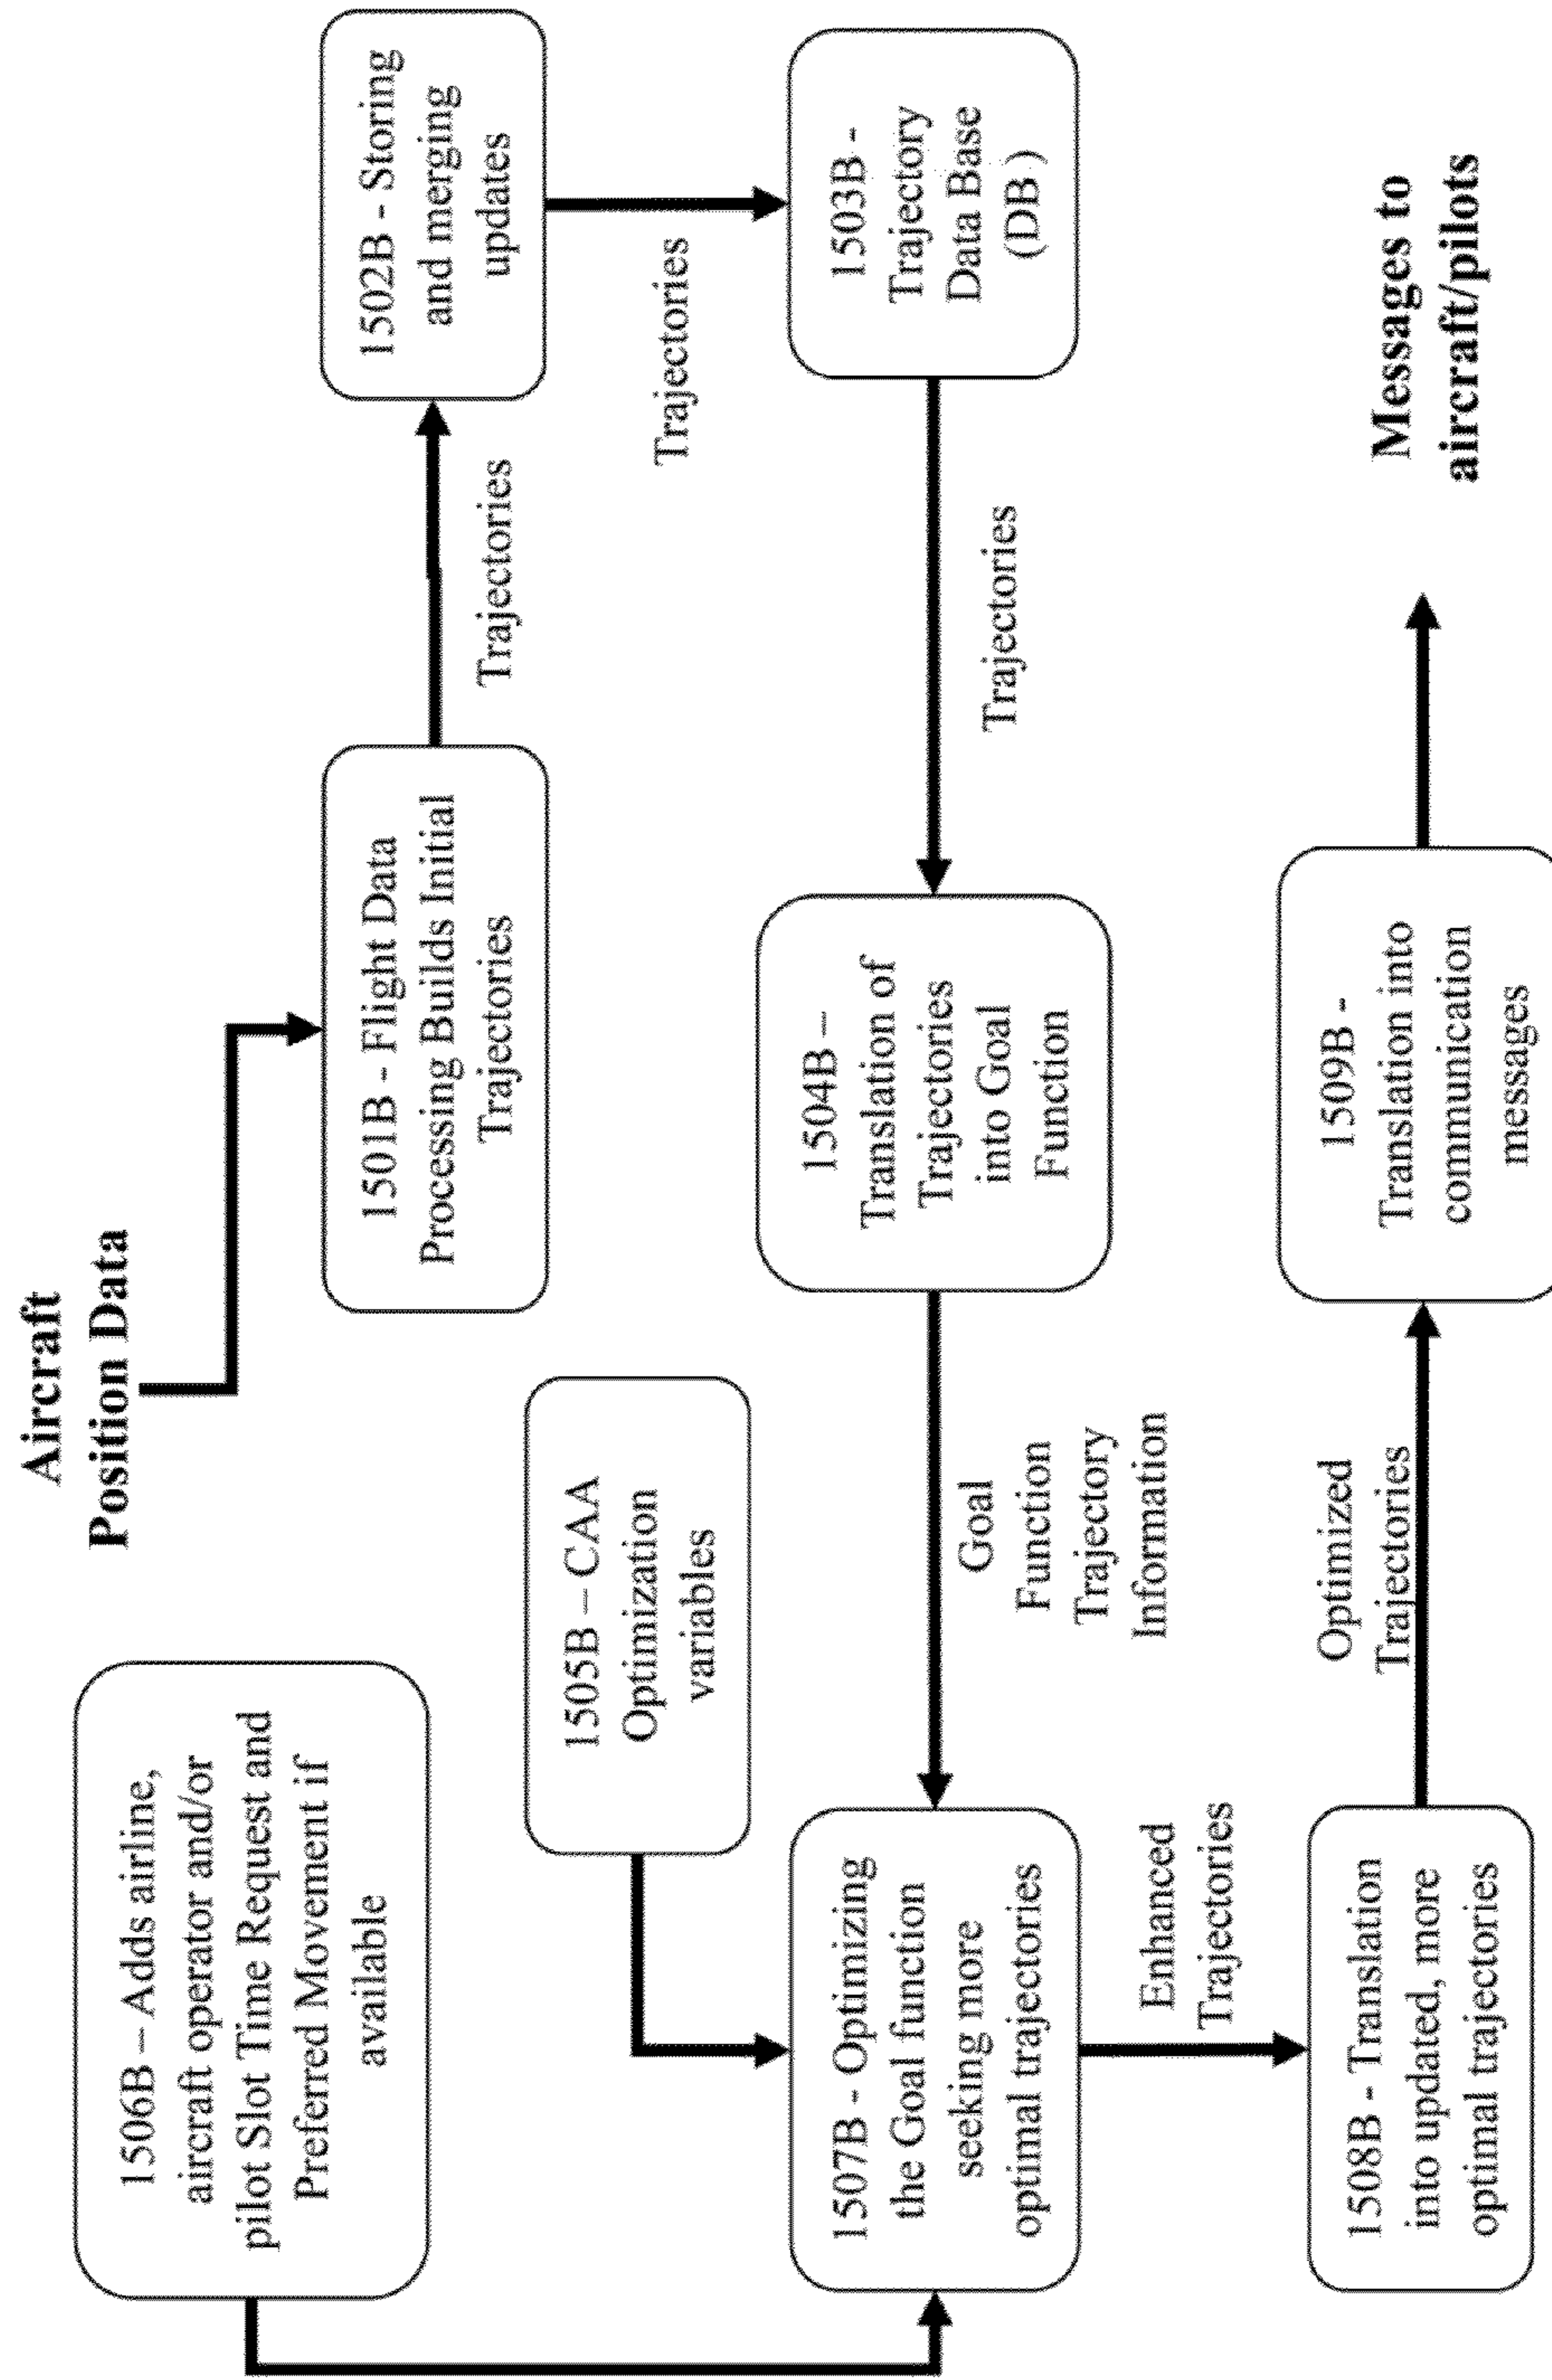 Aircraft
Position Data
1506B – Adds airline,
aircraft operator and/or
pilot Slot Time Request and
Preferred Movement if
available
1505B – CAA
Optimization
variables
1501B - Flight Data
Processing Builds Initial
Trajectories
Trajectories
1502B - Storing
and merging
updates
Trajectories
1503B -
Trajectory
Data Base
(DB )
Trajectories
1504B –
Translation of
Trajectories
into Goal
Function
Goal
Function
Trajectory
Information
1507B - Optimizing
the Goal function
seeking more
optimal trajectories
Enhanced
Trajectories
1508B - Translation
into updated, more
optimal trajectories
Optimized
Trajectories
1509B -
Translation into
communication
messages
Messages to
aircraft/pilots